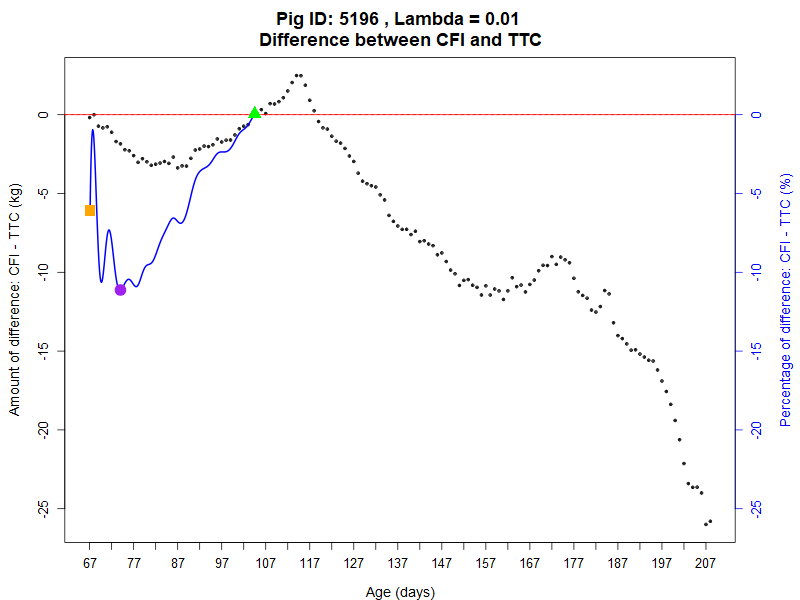 Pig ID: 5196 , Lambda = 0.01
Difference between CFI and TTC
Amount of difference: CFI - TTC (kg)
0
-5
-10
-15
-20
-25
0
-5
-10
-15
-20
-25
Percentage of difference: CFI - TTC (%)
67 77 87 97 107 117 127 137 147 157 167 177 187 197 207
Age (days)